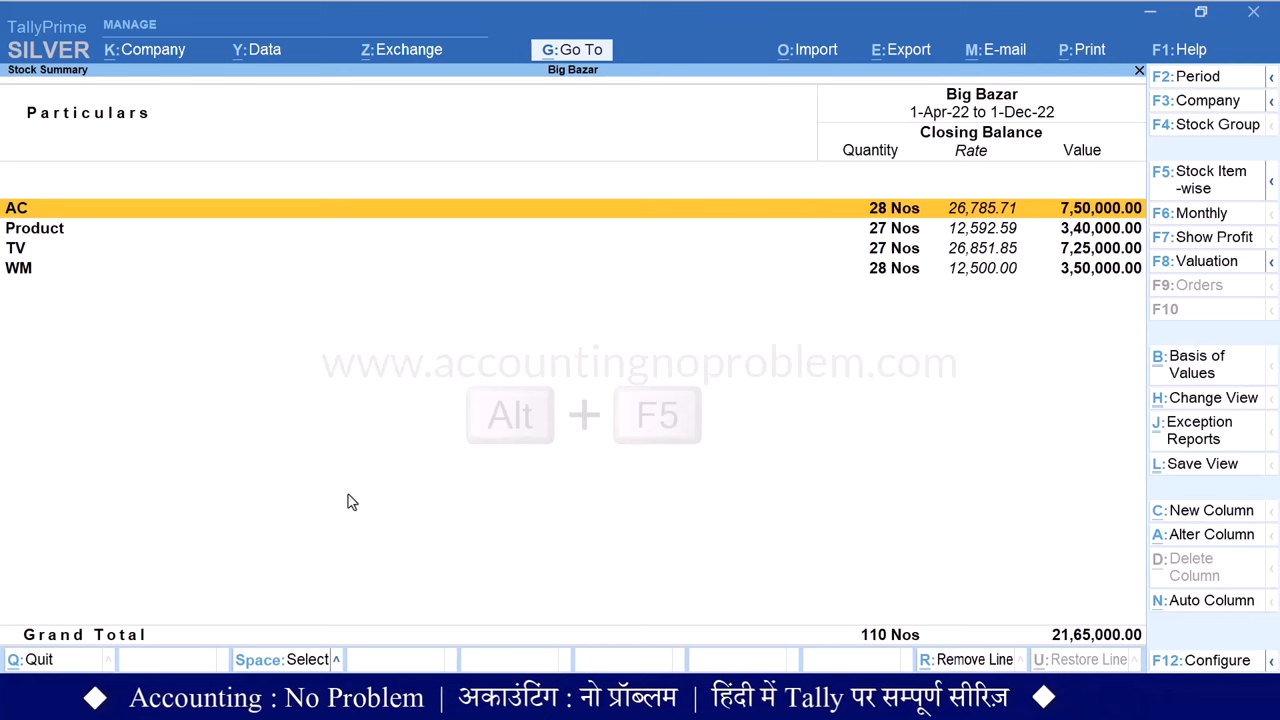 TallyPrime
MANAGE
SILVER
K:Company
Y:Data
Z:Exchange
G:Go To
O:Import
E:Export
M:E-mail
P:Print
F1:Help
Stock Summary
Big Bazar
Particulars
Big Bazar
1-Apr-22 to 1-Dec-22
Closing Balance
Quantity Rate Value
AC 28 Nos 26,785.71 7,50,000.00
Product 27 Nos 12,592.59 3,40,000.00
TV 27 Nos 26,851.85 7,25,000.00
WM 28 Nos 12,500.00 3,50,000.00
www.accountingnoproblem.com
Alt + F5
Grand Total 110 Nos 21,65,000.00
F2:Period
F3:Company
F4:Stock Group
F5:Stock Item
-wise
F6:Monthly
F7:Show Profit
F8:Valuation
F9:Orders
F10
B:Basis of
Values
H:Change View
J:Exception
Reports
L:Save View
C:New Column
A:Alter Column
D:Delete
Column
N:Auto Column
Q:Quit
Space:Select
R:Remove Line
U:Restore Line
F12:Configure
Accounting : No Problem | अकाउंटिंग : नो प्रॉब्लम | हिंदी में Tally पर सम्पूर्ण सीरिज़